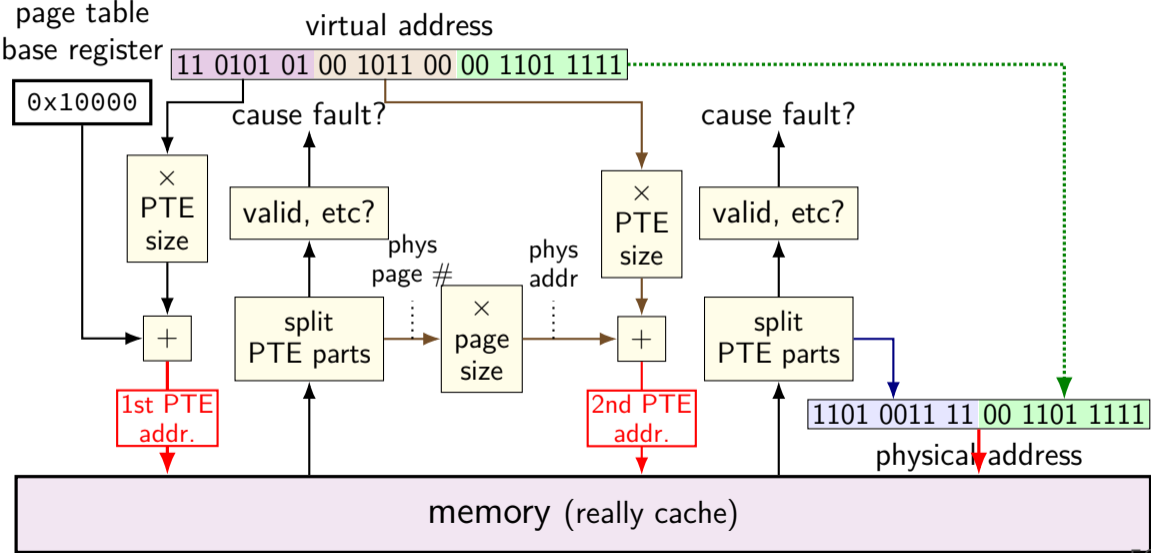 page table
base register
virtual address
11 0101 01 00 1011 00 00 1101 1111
0x10000
cause fault?
cause fault?
×
PTE
size
valid, etc?
×
PTE
size
valid, etc?
phys
page #
phys
addr
+
split
PTE parts
×
page
size
+
split
PTE parts
1st PTE
addr.
2nd PTE
addr.
1101 0011 11 00 1101 1111
physical address
memory (really cache)